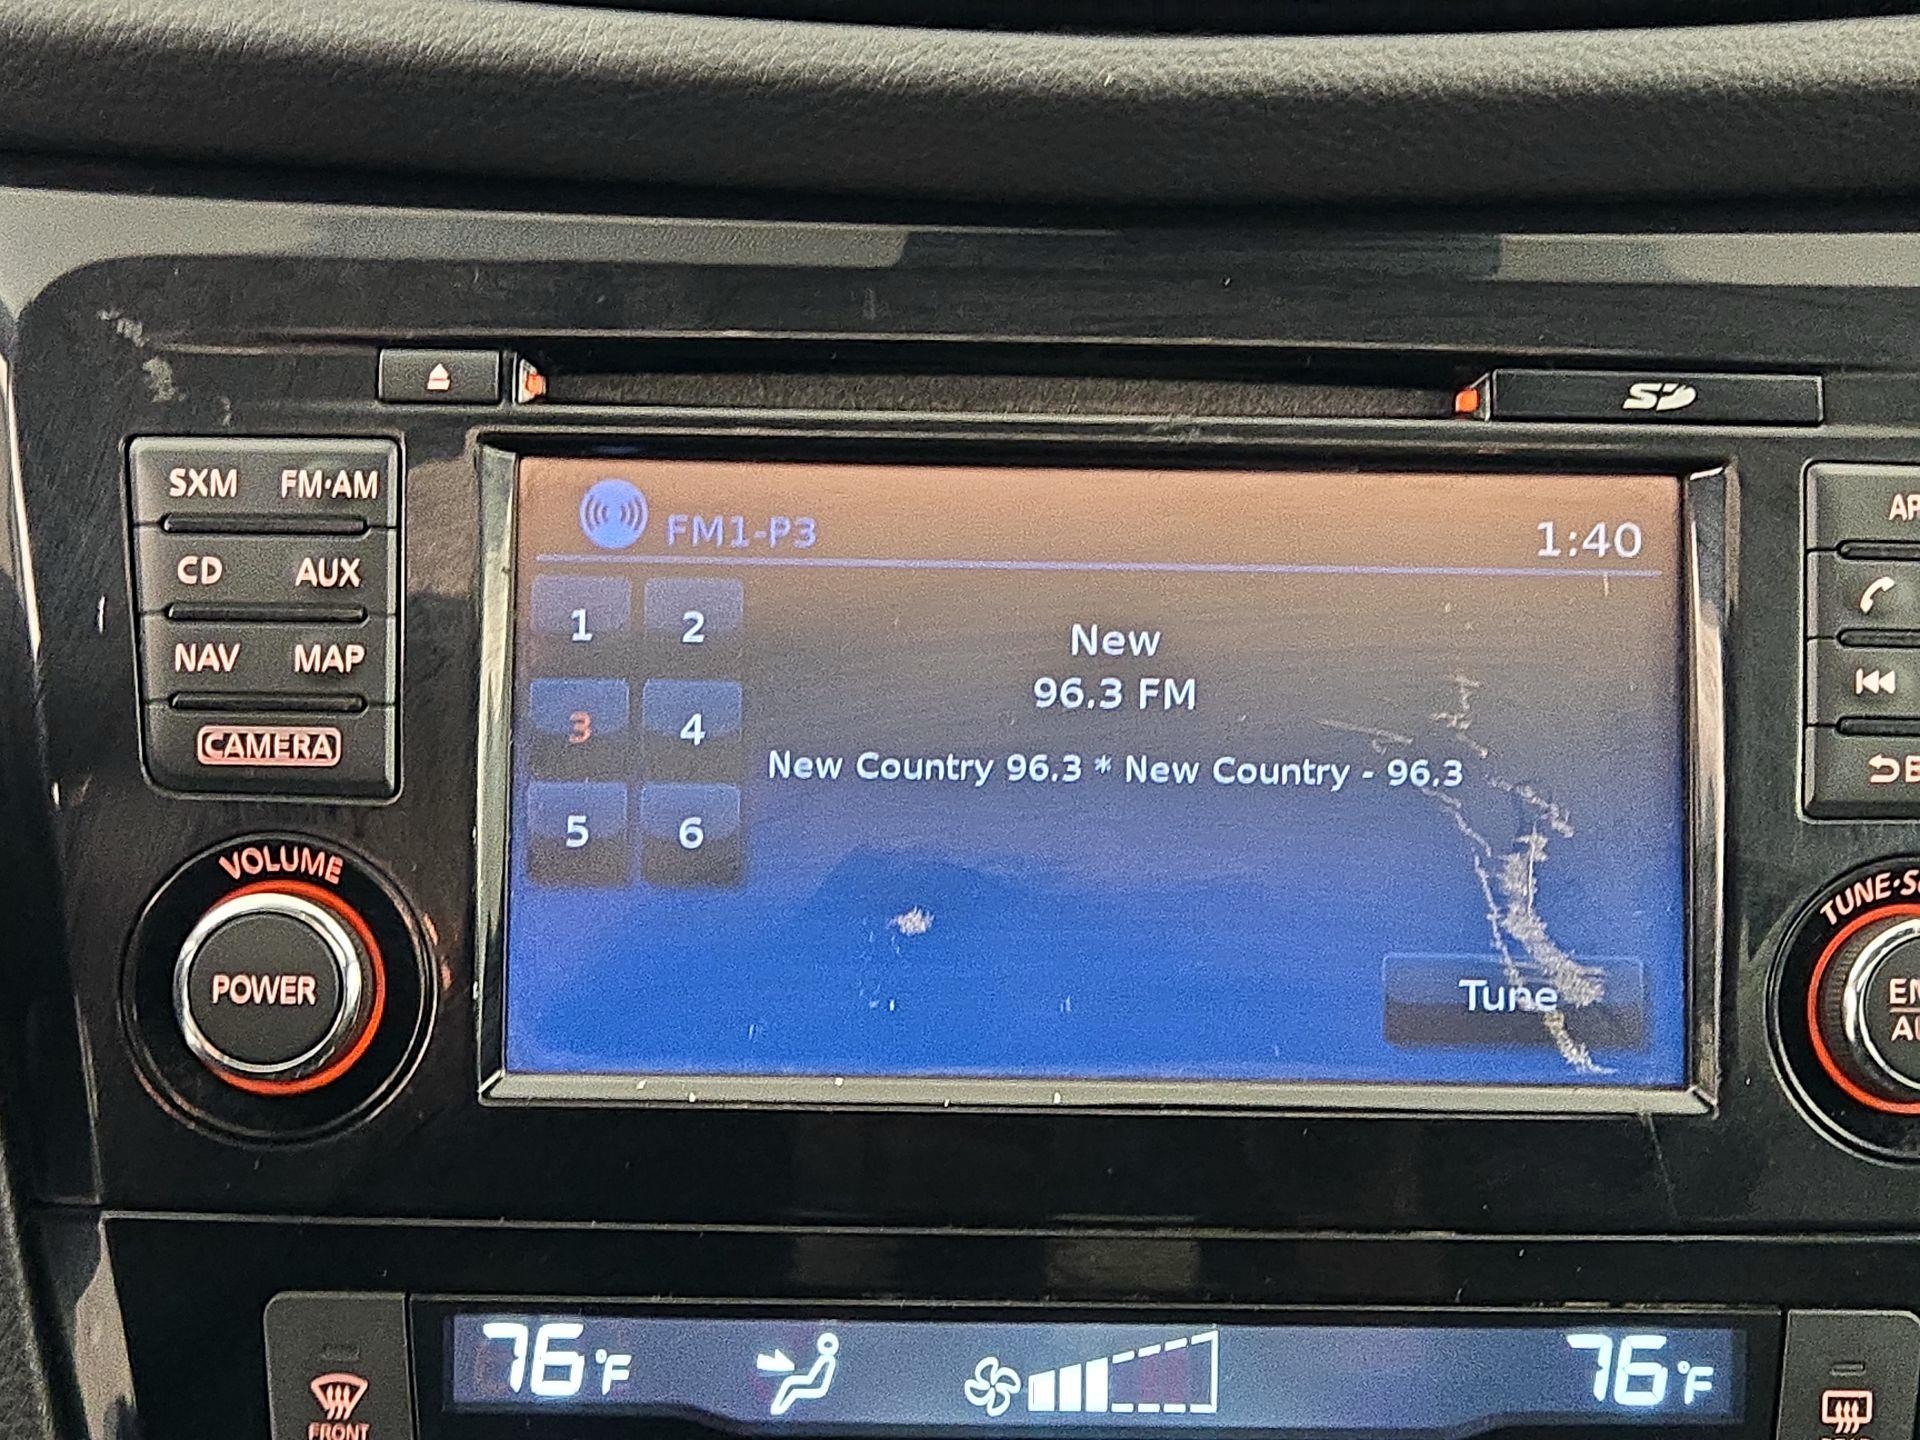 SD
SXM FM·AM
CD AUX
NAV MAP
CAMERA
VOLUME
POWER
FM1-P3
1:40
1 2
3 4
5 6
New
96.3 FM
New Country 96.3 * New Country - 96.3
Tune
76°F
76°F
FRONT